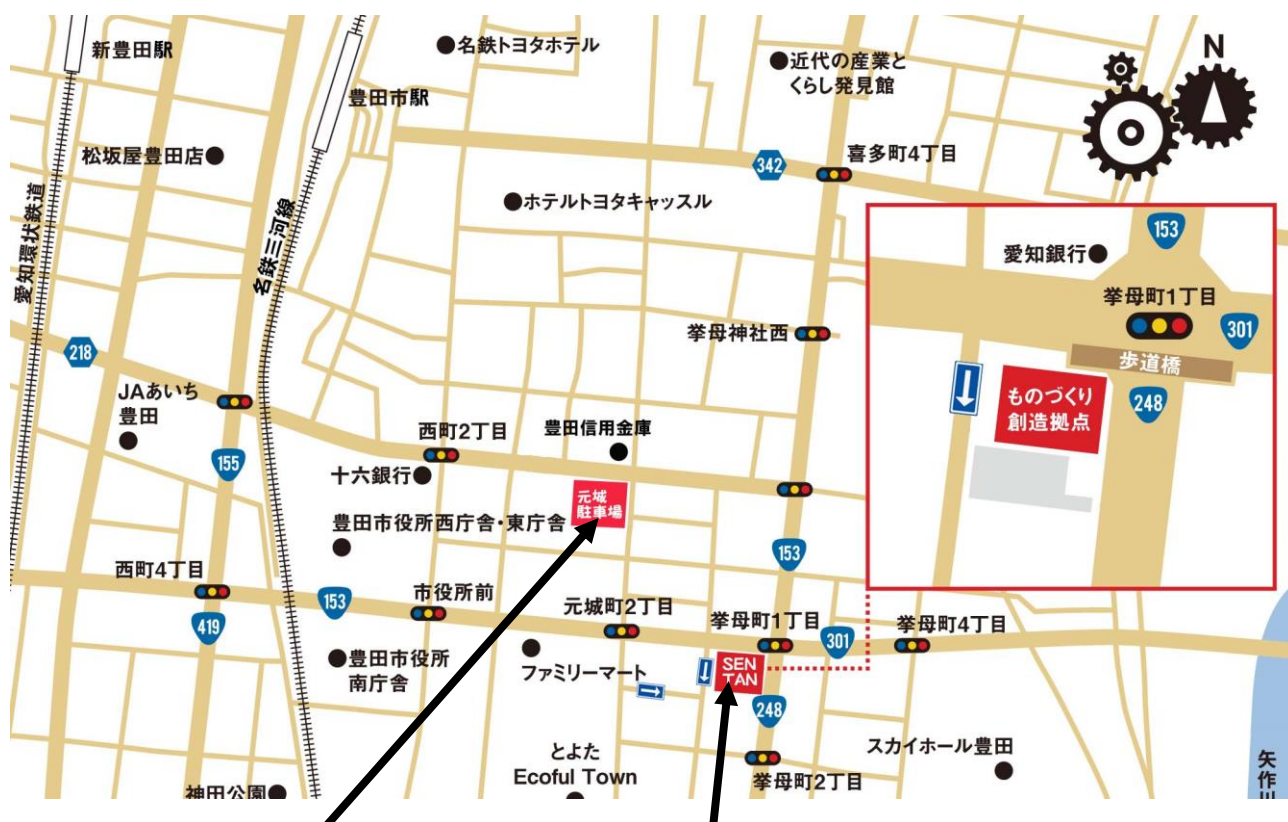 新豊田駅
名鉄トヨタホテル
近代の産業と
くらし発見館
N
豊田市駅
松坂屋豊田店
342
喜多町4丁目
ホテルトヨタキャッスル
愛知環状鉄道
名鉄三河線
153
愛知銀行
挙母町1丁目
301
歩道橋
ものづくり
創造拠点
248
挙母神社西
218
JAあいち
豊田
155
西町2丁目
豊田信用金庫
十六銀行
元城
駐車場
豊田市役所西庁舎・東庁舎
153
西町4丁目
419
153
市役所前
元城町2丁目
挙母町1丁目
301
挙母町4丁目
豊田市役所
南庁舎
ファミリーマート
SEN
TAN
248
とよた
Ecoful Town
挙母町2丁目
スカイホール豊田
矢作川
神田公園